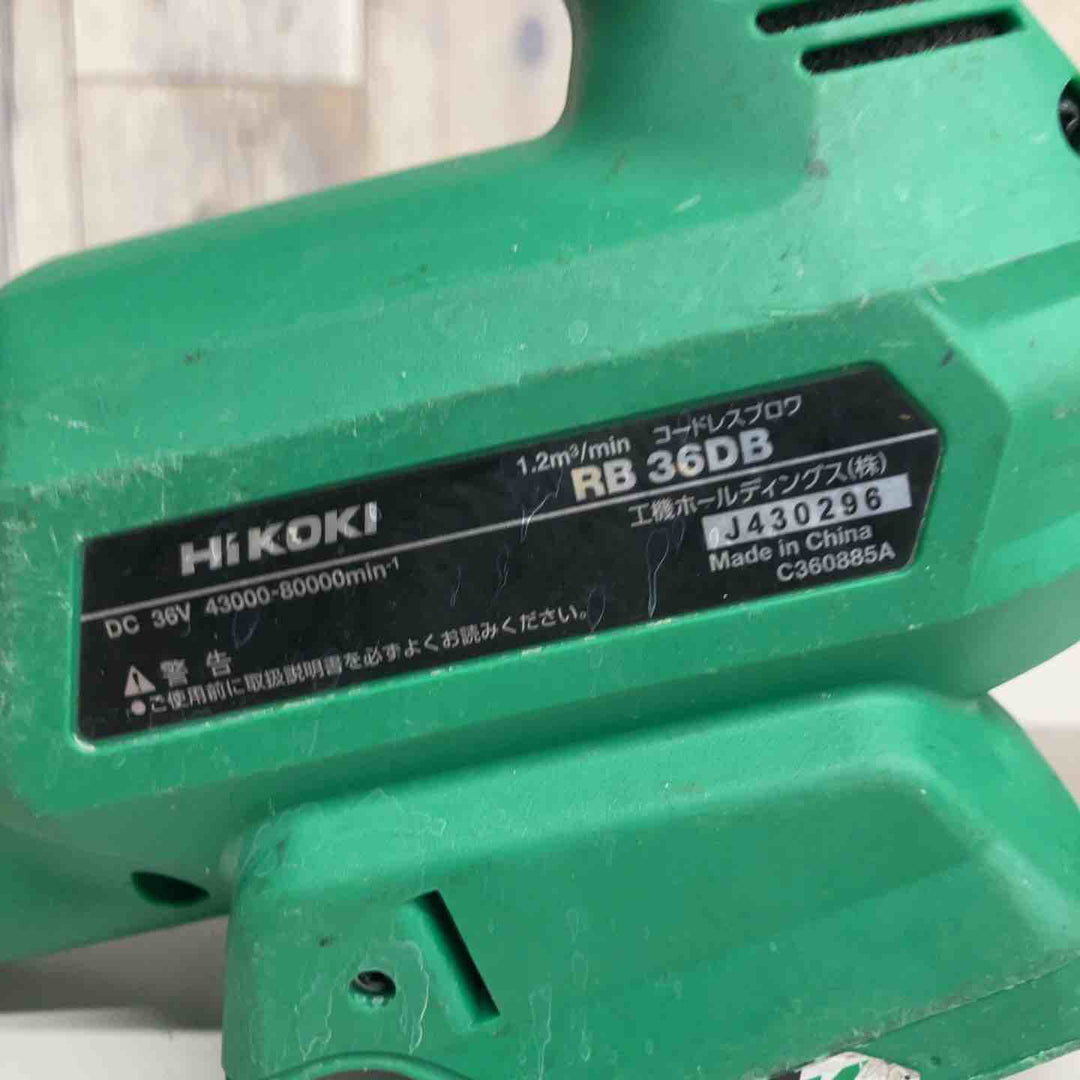 1.2m³/min コードレスブロワ
HiKOKI RB 36DB
DC 36V 43000-80000min⁻¹ 工機ホールディングス(株)
J430296
Made in China
C360885A
⚠警告
●ご使用前に取扱説明書を必ずよくお読みください。